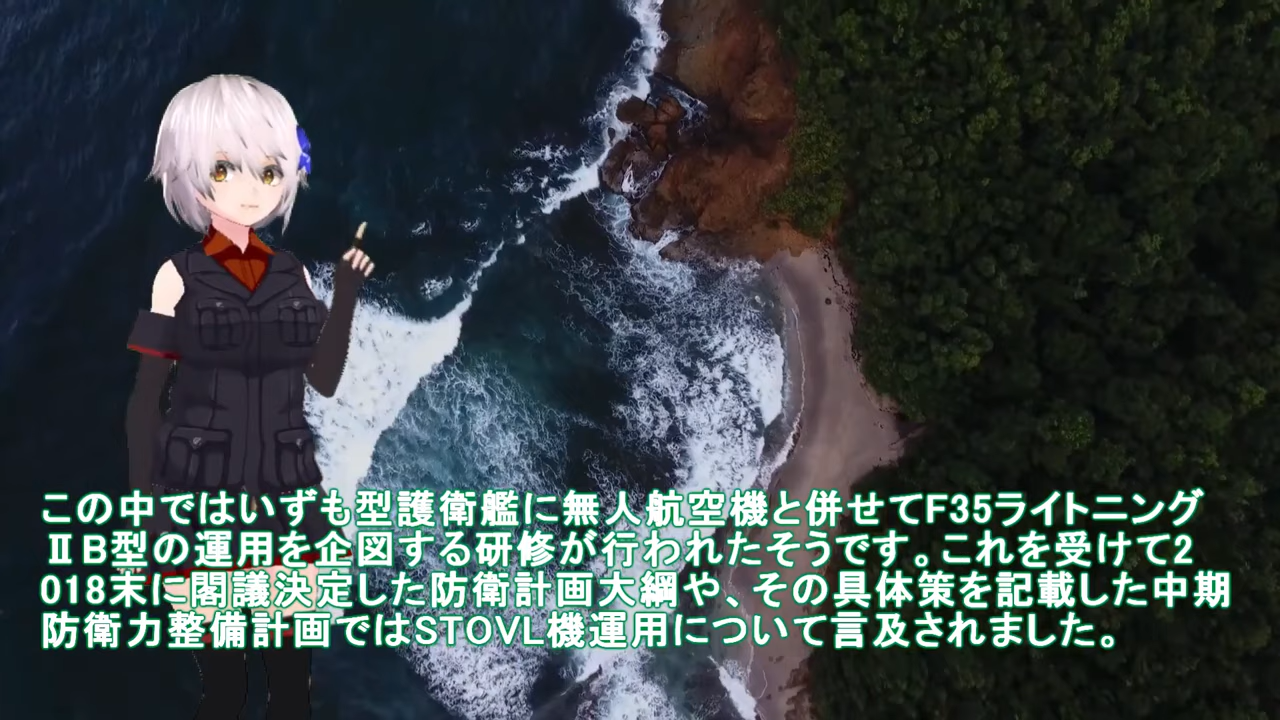 この中ではいずも型護衛艦に無人航空機と併せてF35ライトニング
ⅡB型の運用を企図する研修が行われたそうです。これを受けて2
018末に閣議決定した防衛計画大綱や、その具体策を記載した中期
防衛力整備計画ではSTOVL機運用について言及されました。